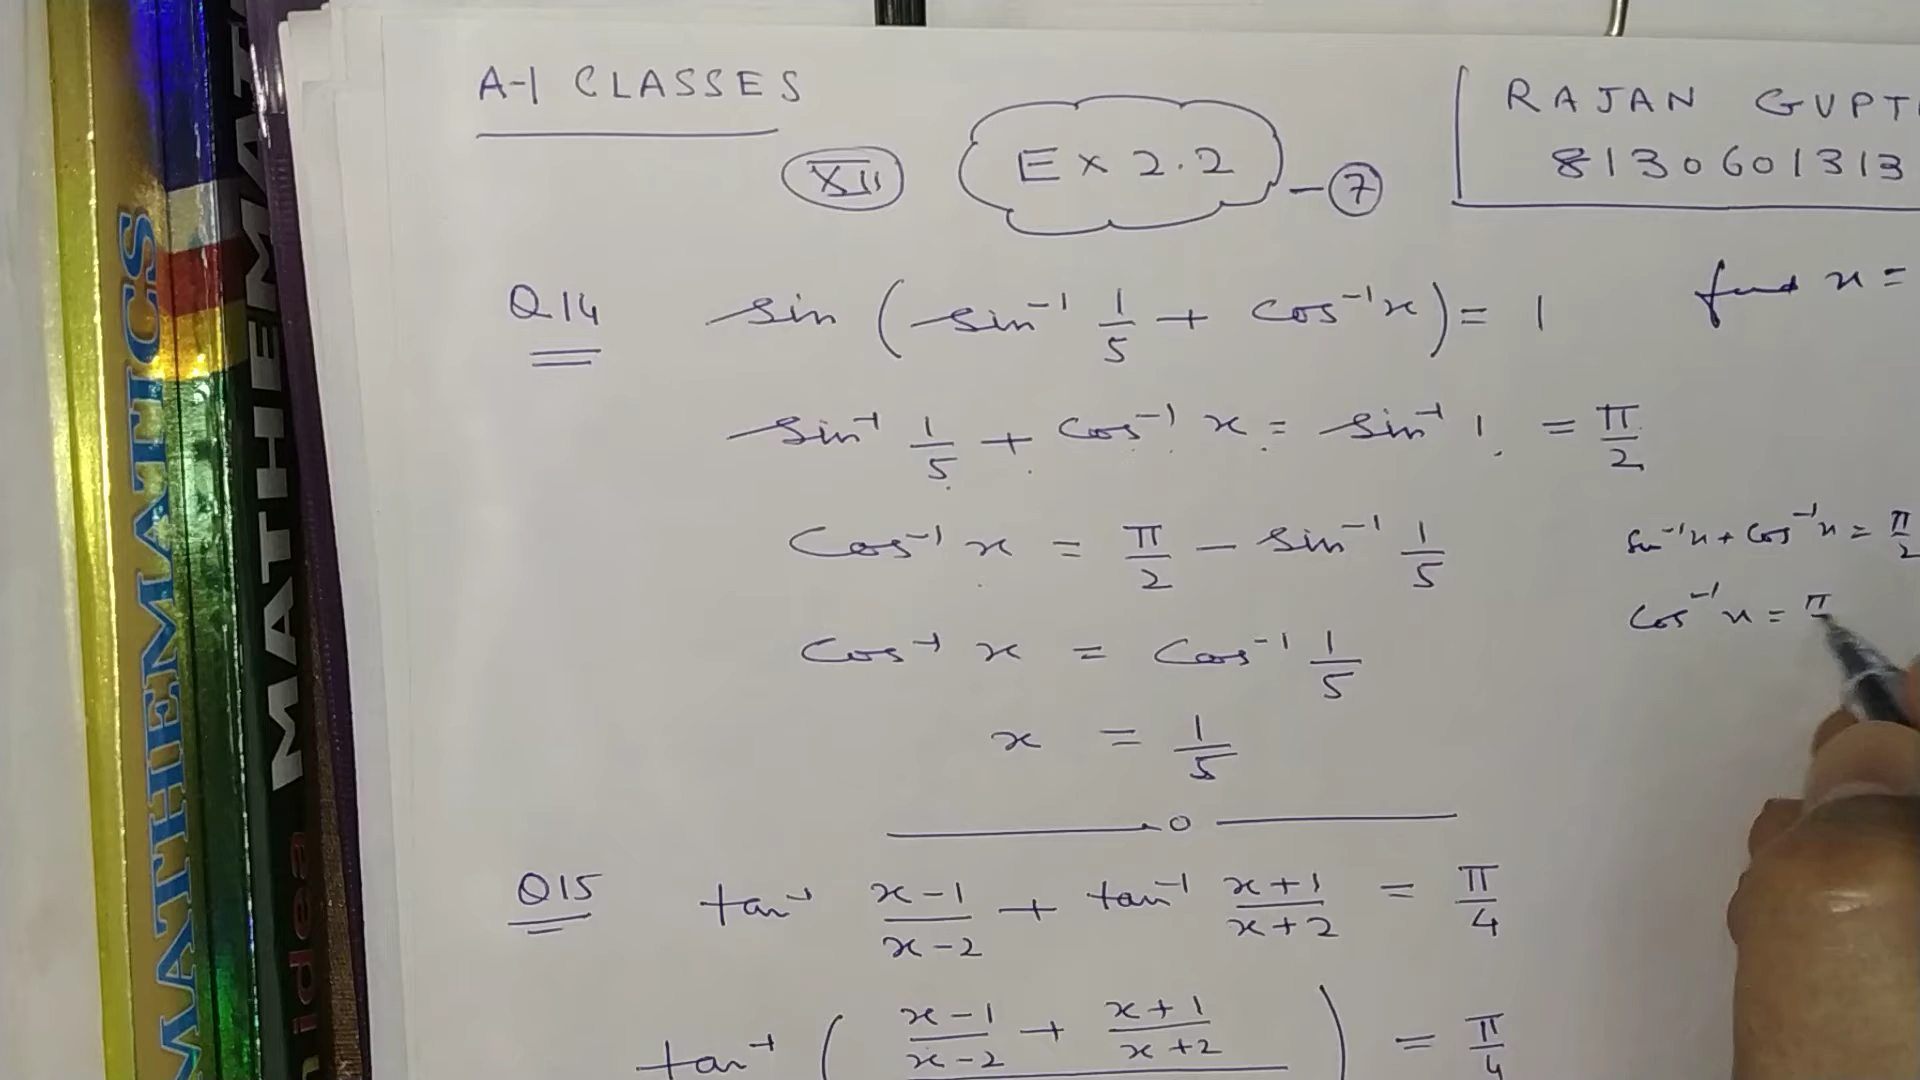 A-1 CLASSES
RAJAN GUPT
8130601313
XII Ex 2.2 - 7
Q14 sin (sin⁻¹ 1/5 + cos⁻¹x) = 1 find x =
sin⁻¹ 1/5 + cos⁻¹ x = sin⁻¹ 1 = π/2
cos⁻¹ x = π/2 - sin⁻¹ 1/5
sin⁻¹x + cos⁻¹x = π/2
cos⁻¹ x = cos⁻¹ 1/5
cos⁻¹x = π
x = 1/5
Q15 tan⁻¹ x-1/x-2 + tan⁻¹ x+1/x+2 = π/4
tan⁻¹ ( x-1/x-2 + x+1/x+2 ) = π/4
MATHEMATICS
MATHEMAT